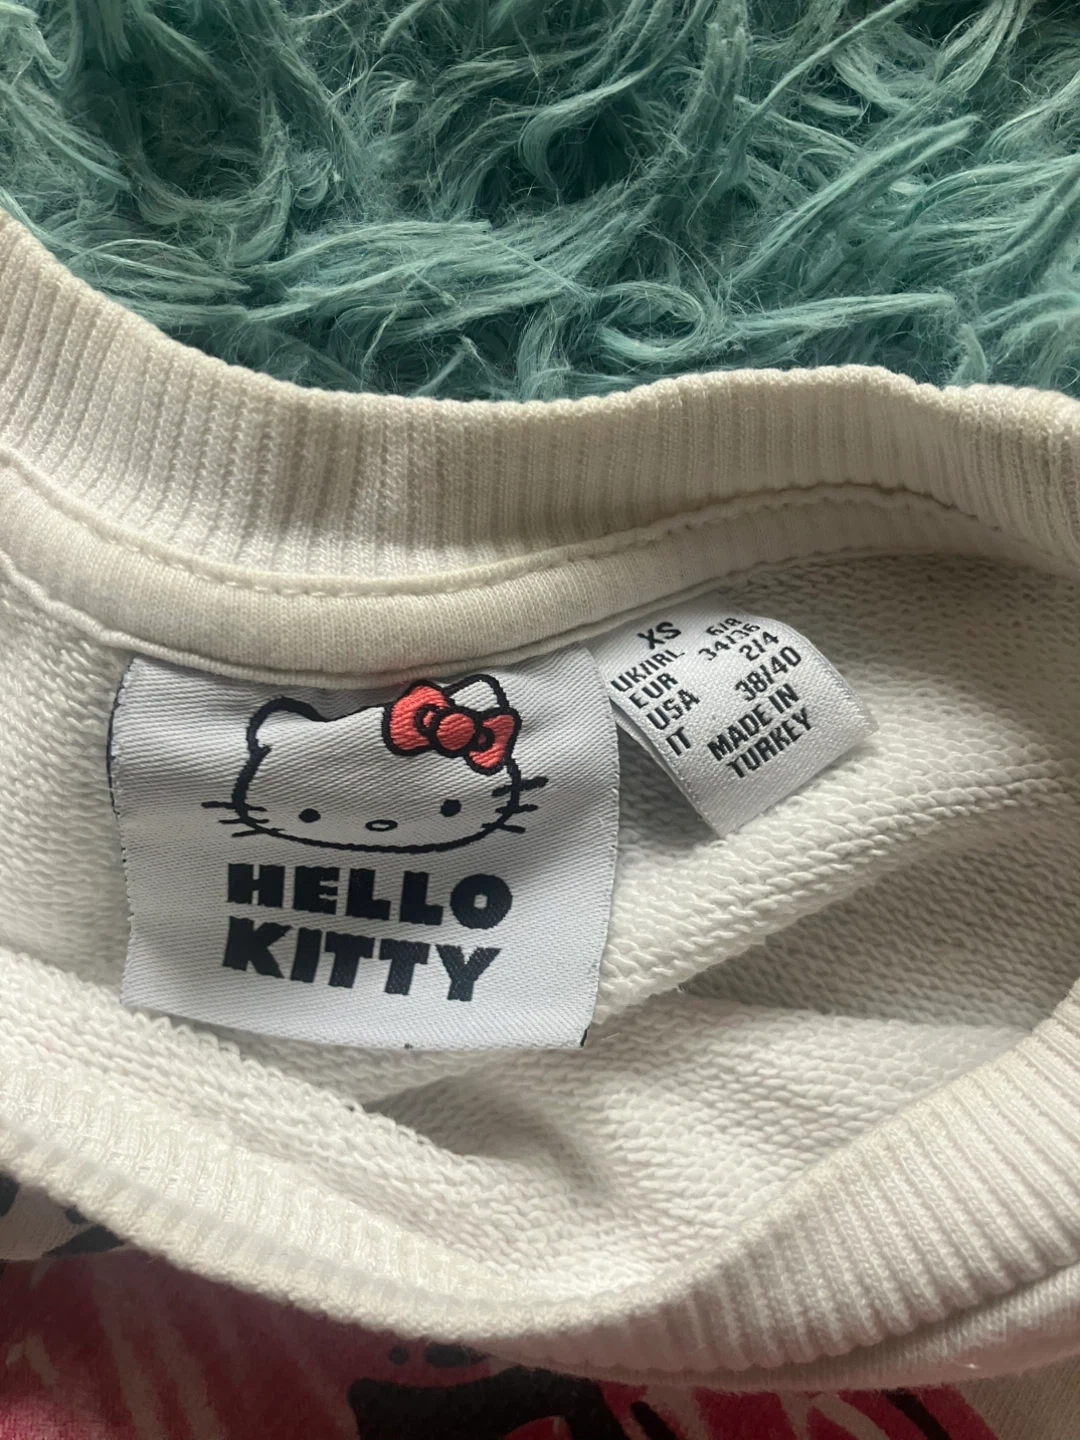 HELLO
KITTY
XS
UK/IRL 6/8
EUR 34/36
USA 2/4
IT 38/40
MADE IN
TURKEY